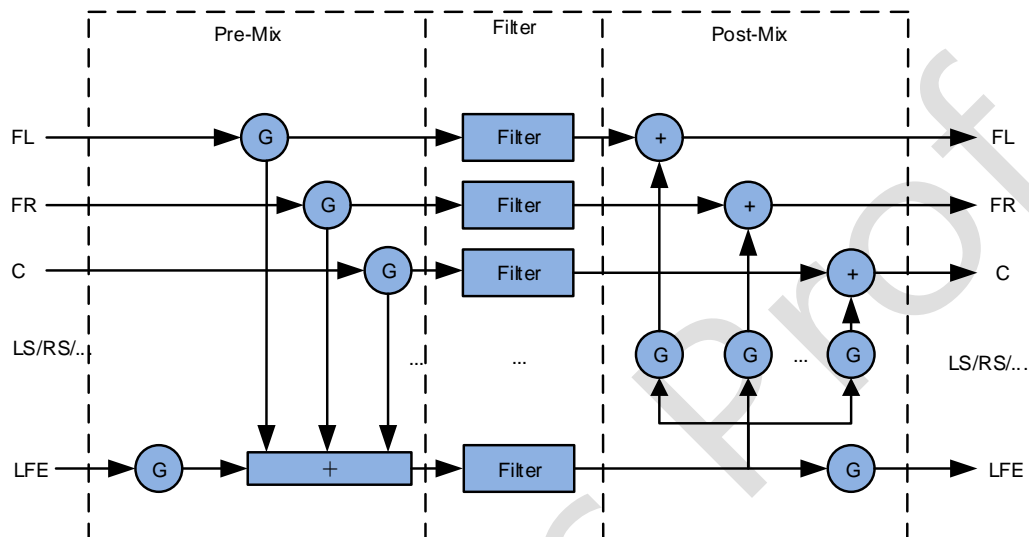 Pre-Mix
Filter
Post-Mix
FL
G
Filter
+
FL
FR
G
Filter
+
FR
C
G
Filter
+
C
LS/RS/...
...
...
G
G
...
G
LS/RS/...
LFE
G
+
Filter
G
LFE